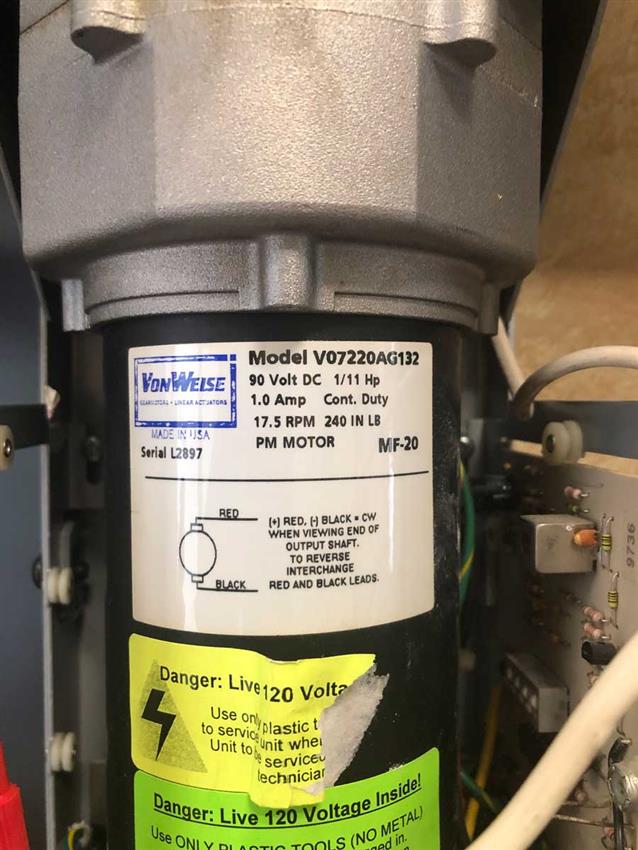 VONWEISE
GEARMOTORS • LINEAR ACTUATORS
MADE IN USA
Serial L2897
Model V07220AG132
90 Volt DC 1/11 Hp
1.0 Amp Cont. Duty
17.5 RPM 240 IN LB
PM MOTOR MF-20
RED
BLACK
(+) RED, (-) BLACK = CW
WHEN VIEWING END OF
OUTPUT SHAFT.
TO REVERSE
INTERCHANGE
RED AND BLACK LEADS.
Danger: Live 120 Volta
Use only plastic t
to service unit when
Unit to be serviced
technician
Danger: Live 120 Voltage Inside!
Use ONLY PLASTIC TOOLS (NO METAL)
9736